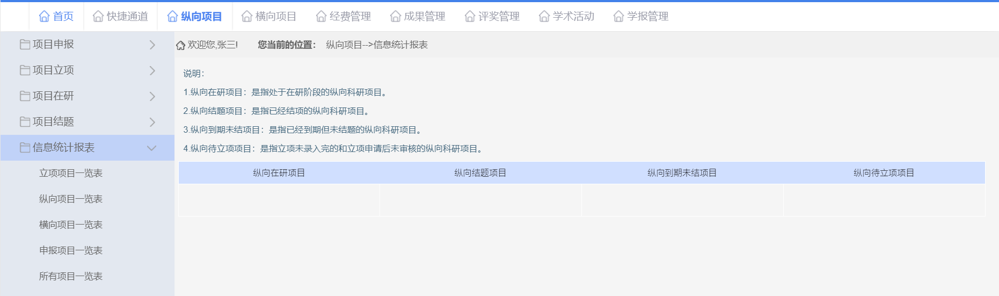 首页 快捷通道 纵向项目 横向项目 经费管理 成果管理 评奖管理 学术活动 学报管理
项目申报
项目立项
项目在研
项目结题
信息统计报表
立项项目一览表
纵向项目一览表
横向项目一览表
申报项目一览表
所有项目一览表
欢迎您,张三! 您当前的位置： 纵向项目-->信息统计报表
说明：
1.纵向在研项目：是指处于在研阶段的纵向科研项目。
2.纵向结题项目：是指已经结项的纵向科研项目。
3.纵向到期未结项目：是指已经到期但未结题的纵向科研项目。
4.纵向待立项项目：是指立项未录入完的和立项申请后未审核的纵向科研项目。
纵向在研项目 纵向结题项目 纵向到期未结项目 纵向待立项项目